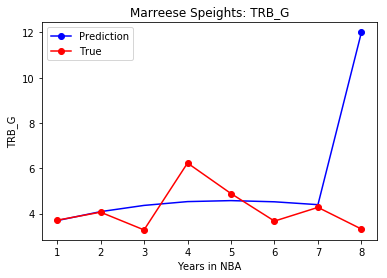 Marreese Speights: TRB_G
Prediction
True
12
10
8
6
4
TRB_G
1 2 3 4 5 6 7 8
Years in NBA